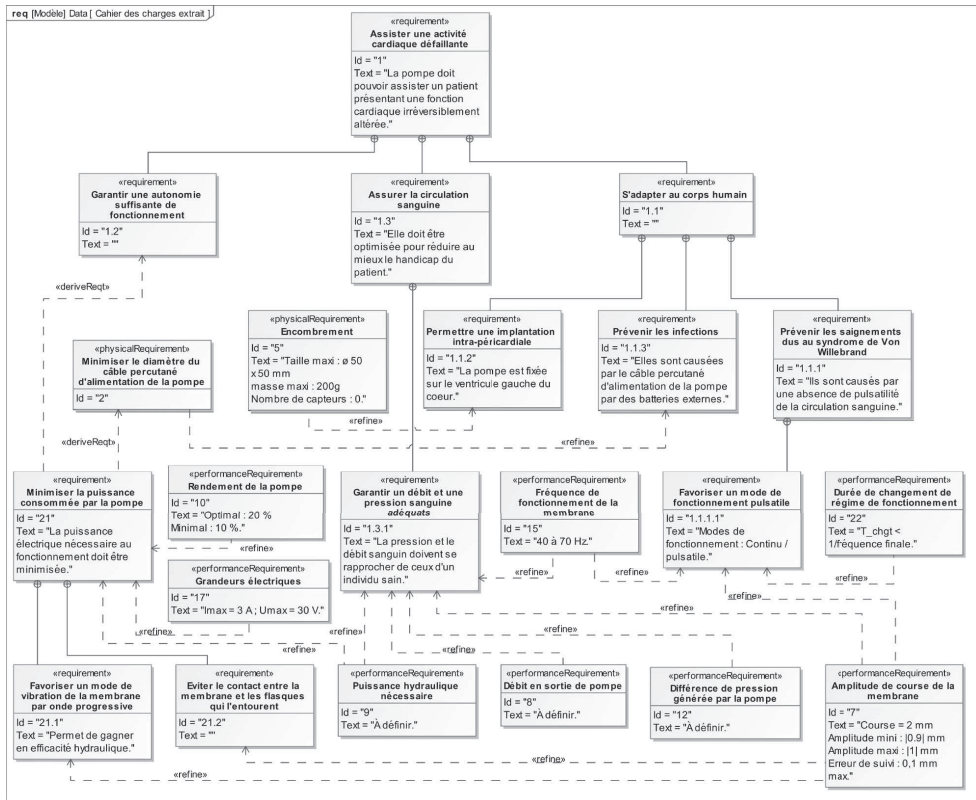 req [Modèle] Data [ Cahier des charges extrait ]
«requirement»
Assister une activité
cardiaque défaillante
Id = "1"
Text = "La pompe doit
pouvoir assister un patient
présentant une fonction
cardiaque irréversiblement
altérée."
«requirement»
Garantir une autonomie
suffisante de
fonctionnement
Id = "1.2"
Text = ""
«requirement»
Assurer la circulation
sanguine
Id = "1.3"
Text = "Elle doit être
optimisée pour réduire au
mieux le handicap du
patient."
«requirement»
S'adapter au corps humain
Id = "1.1"
Text = ""
«deriveReqt»
«physicalRequirement»
Minimiser le diamètre du
câble percutané
d'alimentation de la pompe
Id = "2"
«physicalRequirement»
Encombrement
Id = "5"
Text = "Taille maxi : ø 50
x 50 mm
masse maxi : 200g
Nombre de capteurs : 0."
«requirement»
Permettre une implantation
intra-péricardiale
Id = "1.1.2"
Text = "La pompe est fixée
sur le ventricule gauche du
coeur."
«requirement»
Prévenir les infections
Id = "1.1.3"
Text = "Elles sont causées
par le câble percutané
d'alimentation de la pompe
par des batteries externes."
«requirement»
Prévenir les saignements
dus au syndrome de Von
Willebrand
Id = "1.1.1"
Text = "Ils sont causés par
une absence de pulsatilité
de la circulation sanguine."
«refine»
«deriveReqt»
«refine»
«requirement»
Minimiser la puissance
consommée par la pompe
Id = "21"
Text = "La puissance
électrique nécessaire au
fonctionnement doit être
minimisée."
«performanceRequirement»
Rendement de la pompe
Id = "10"
Text = "Optimal : 20 %
Minimal : 10 %."
«refine»
«performanceRequirement»
Grandeurs électriques
Id = "17"
Text = "Imax = 3 A ; Umax = 30 V."
«requirement»
Garantir un débit et une
pression sanguine
adéquats
Id = "1.3.1"
Text = "La pression et le
débit sanguin doivent se
rapprocher de ceux d'un
individu sain."
«performanceRequirement»
Fréquence de
fonctionnement de la
membrane
Id = "15"
Text = "40 à 70 Hz."
«requirement»
Favoriser un mode de
fonctionnement pulsatile
Id = "1.1.1.1"
Text = "Modes de
fonctionnement : Continu /
pulsatile."
«performanceRequirement»
Durée de changement de
régime de fonctionnement
Id = "22"
Text = "T_chgt <
1/féquence finale."
«refine»
«refine»
«refine»
«refine»
«refine»
«refine»
«refine»
«refine»
«refine»
«refine»
«requirement»
Favoriser un mode de
vibration de la membrane
par onde progressive
Id = "21.1"
Text = "Permet de gagner
en efficacité hydraulique."
«requirement»
Eviter le contact entre la
membrane et les flasques
qui l'entourent
Id = "21.2"
Text = ""
«performanceRequirement»
Puissance hydraulique
nécessaire
Id = "9"
Text = "À définir."
«performanceRequirement»
Débit en sortie de pompe
Id = "8"
Text = "À définir."
«performanceRequirement»
Différence de pression
générée par la pompe
Id = "12"
Text = "À définir."
«performanceRequirement»
Amplitude de course de la
membrane
Id = "7"
Text = "Course = 2 mm
Amplitude mini : |0.9| mm
Amplitude maxi : |1| mm
Erreur de suivi : 0,1 mm
max."
«refine»
«refine»